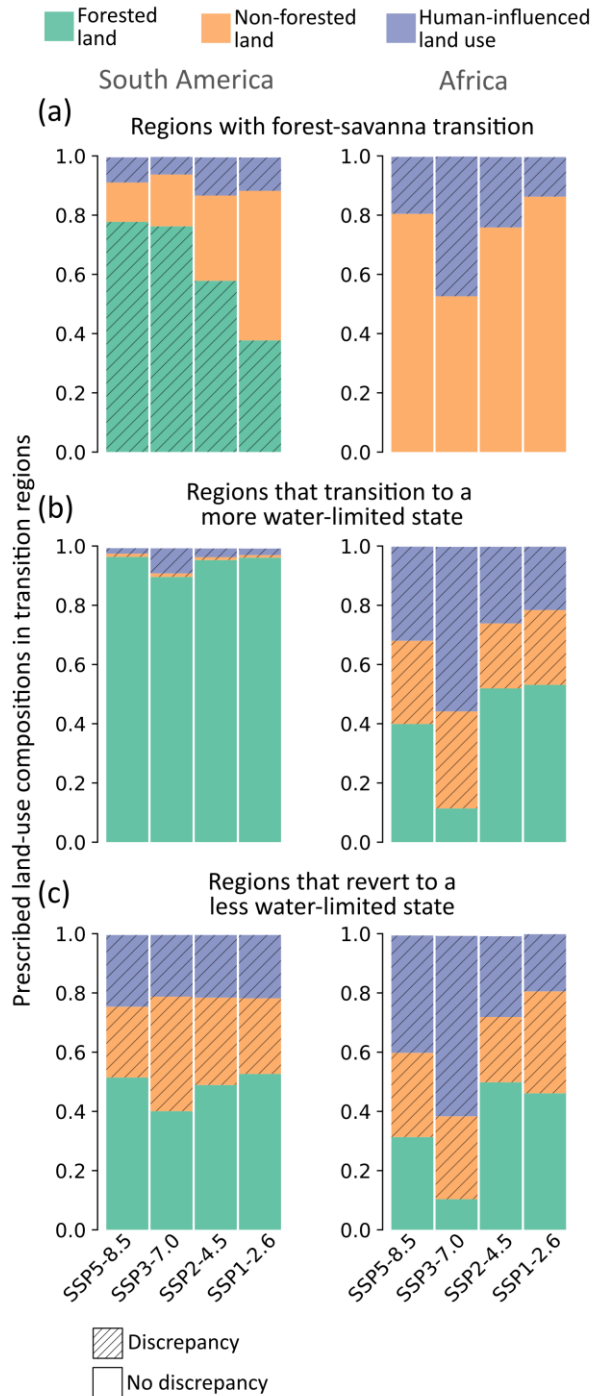 Forested
land
Non-forested
land
Human-influenced
land use
South America
Africa
(a)
Regions with forest-savanna transition
1.0
0.8
0.6
0.4
0.2
0.0
1.0
0.8
0.6
0.4
0.2
0.0
Prescribed land-use compositions in transition regions
(b)
Regions that transition to a
more water-limited state
1.0
0.8
0.6
0.4
0.2
0.0
1.0
0.8
0.6
0.4
0.2
0.0
(c)
Regions that revert to a
less water-limited state
1.0
0.8
0.6
0.4
0.2
0.0
SSP5-8.5
SSP3-7.0
SSP2-4.5
SSP1-2.6
1.0
0.8
0.6
0.4
0.2
0.0
SSP5-8.5
SSP3-7.0
SSP2-4.5
SSP1-2.6
Discrepancy
No discrepancy